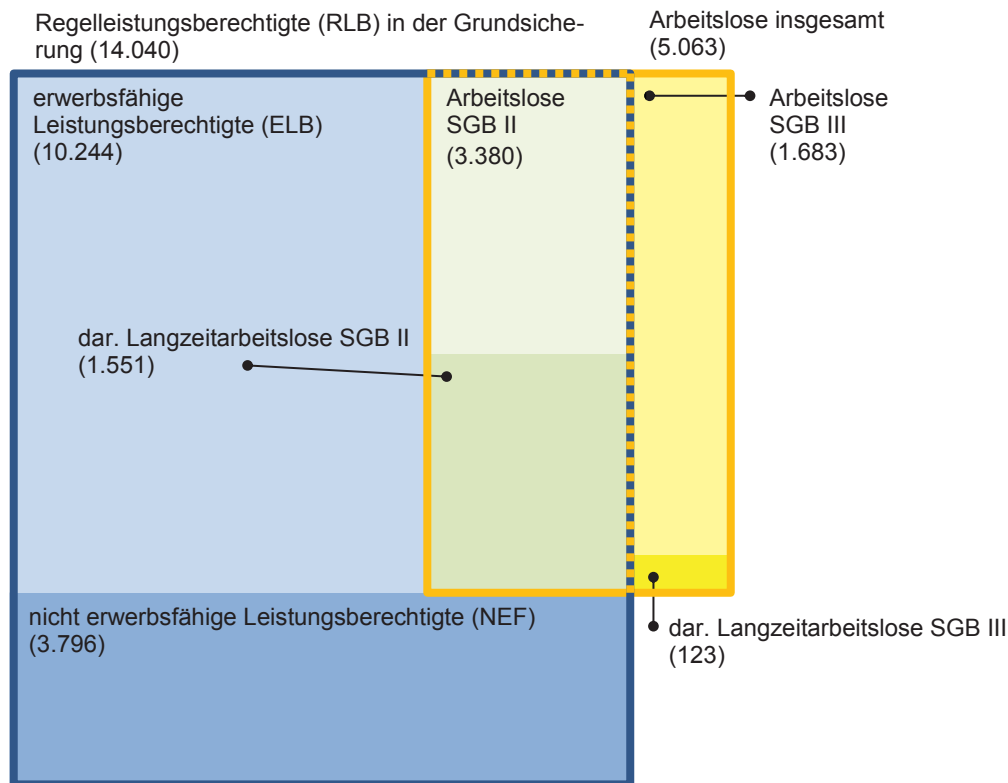 Regelleistungsberechtigte (RLB) in der Grundsiche-
rung (14.040)
Arbeitslose insgesamt
(5.063)
erwerbsfähige
Leistungsberechtigte (ELB)
(10.244)
Arbeitslose
SGB II
(3.380)
Arbeitslose
SGB III
(1.683)
dar. Langzeitarbeitslose SGB II
(1.551)
nicht erwerbsfähige Leistungsberechtigte (NEF)
(3.796)
dar. Langzeitarbeitslose SGB III
(123)